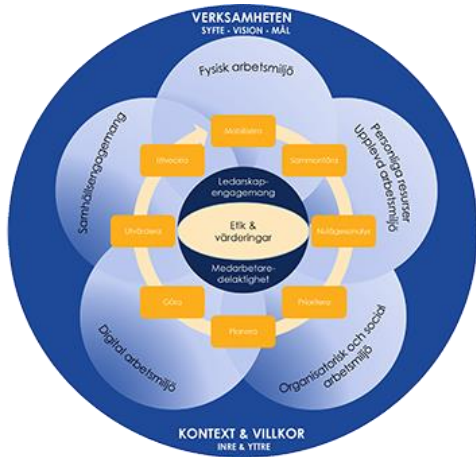 VERKSAMHETEN
SYFTE - VISION - MÅL
Fysisk arbetsmiljö
Mobilisera
Utveckla
Sammanföra
Samhällsengagemang
Personliga resurser
Upplevd arbetsmiljö
Ledarskap-
engagemang
Utvärdera
Etik &
värderingar
Nulägesanalys
Medarbetare-
delaktighet
Göra
Prioritera
Planera
Digital arbetsmiljö
Organisatorisk och social
arbetsmiljö
KONTEXT & VILLKOR
INRE & YTTRE